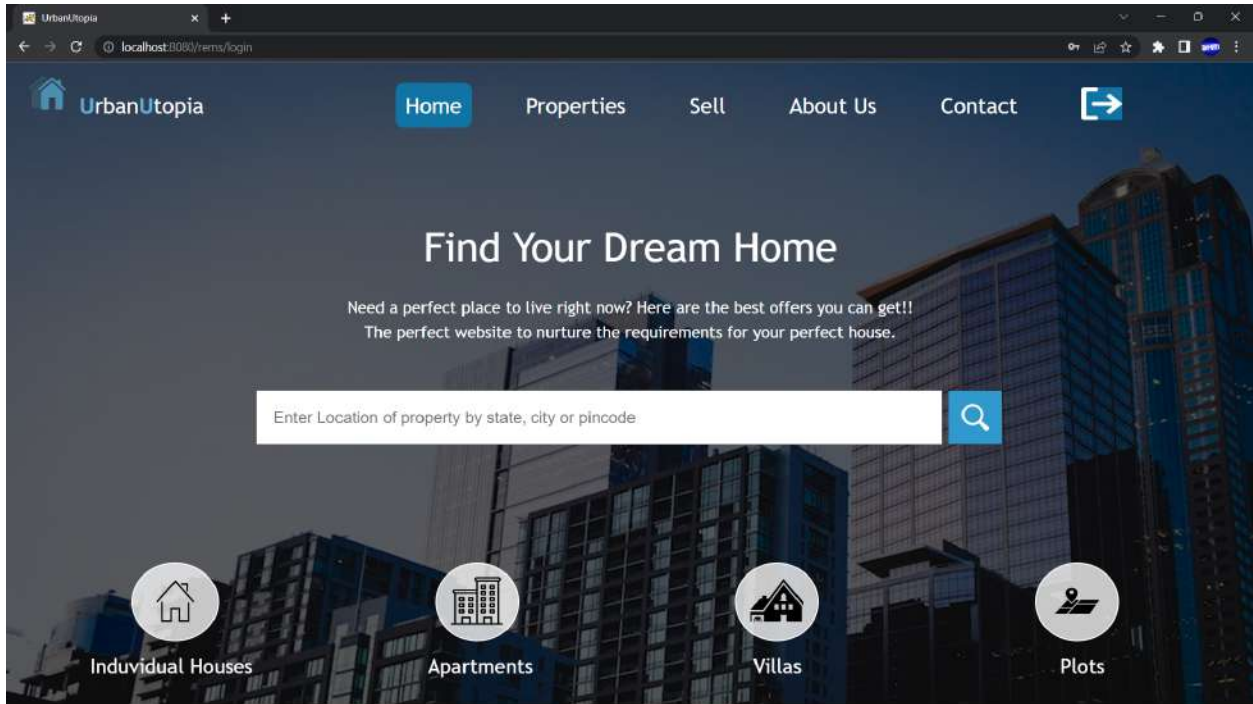 UrbanUtopia
localhost:8080/rems/login
UrbanUtopia
Home
Properties
Sell
About Us
Contact
Find Your Dream Home
Need a perfect place to live right now? Here are the best offers you can get!!
The perfect website to nurture the requirements for your perfect house.
Enter Location of property by state, city or pincode
Induvidual Houses
Apartments
Villas
Plots